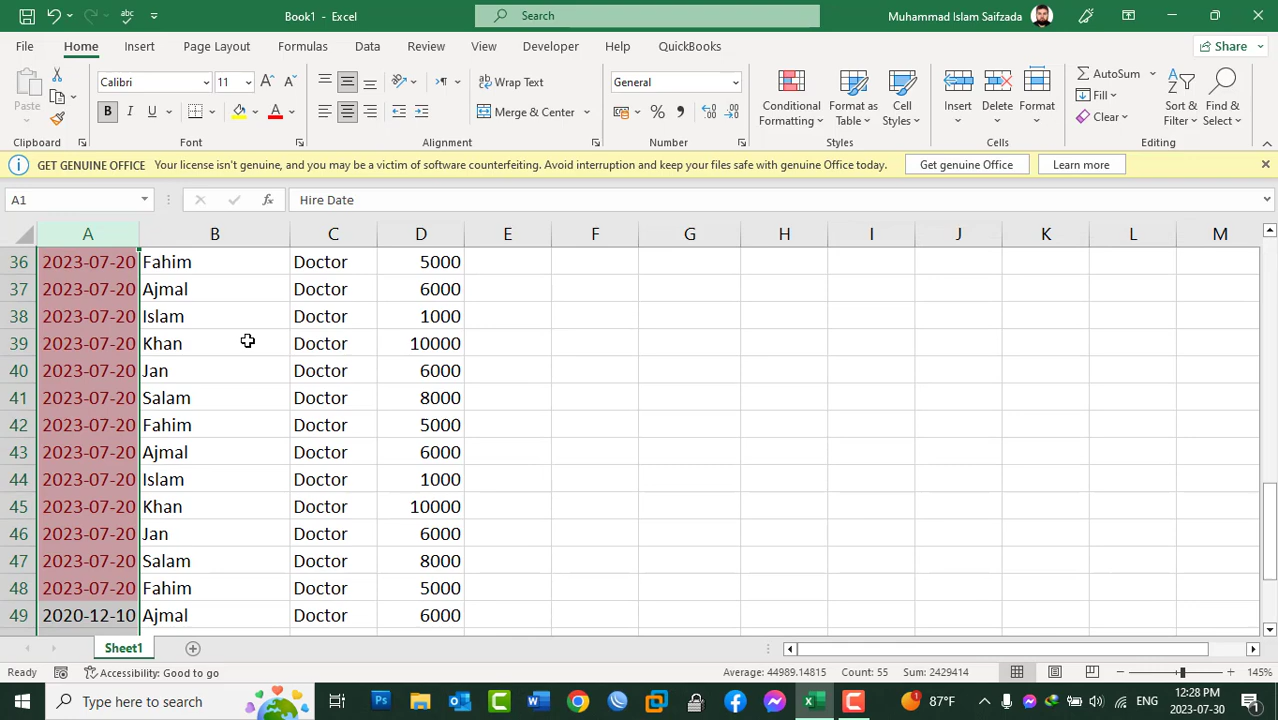 Book1 - Excel
Search
Muhammad Islam Saifzada
File Home Insert Page Layout Formulas Data Review View Developer Help QuickBooks Share
Paste
Calibri 11
Wrap Text
Merge & Center
General
Conditional Formatting
Format as Table
Cell Styles
Insert
Delete
Format
AutoSum
Fill
Clear
Sort & Filter
Find & Select
Clipboard Font Alignment Number Styles Cells Editing
GET GENUINE OFFICE Your license isn't genuine, and you may be a victim of software counterfeiting. Avoid interruption and keep your files safe with genuine Office today. Get genuine Office Learn more
A1 fx Hire Date
A B C D E F G H I J K L M
36 2023-07-20 Fahim Doctor 5000
37 2023-07-20 Ajmal Doctor 6000
38 2023-07-20 Islam Doctor 1000
39 2023-07-20 Khan Doctor 10000
40 2023-07-20 Jan Doctor 6000
41 2023-07-20 Salam Doctor 8000
42 2023-07-20 Fahim Doctor 5000
43 2023-07-20 Ajmal Doctor 6000
44 2023-07-20 Islam Doctor 1000
45 2023-07-20 Khan Doctor 10000
46 2023-07-20 Jan Doctor 6000
47 2023-07-20 Salam Doctor 8000
48 2023-07-20 Fahim Doctor 5000
49 2020-12-10 Ajmal Doctor 6000
Sheet1
Ready Accessibility: Good to go Average: 44989.14815 Count: 55 Sum: 2429414 145%
Type here to search 87°F ENG 12:28 PM
2023-07-30